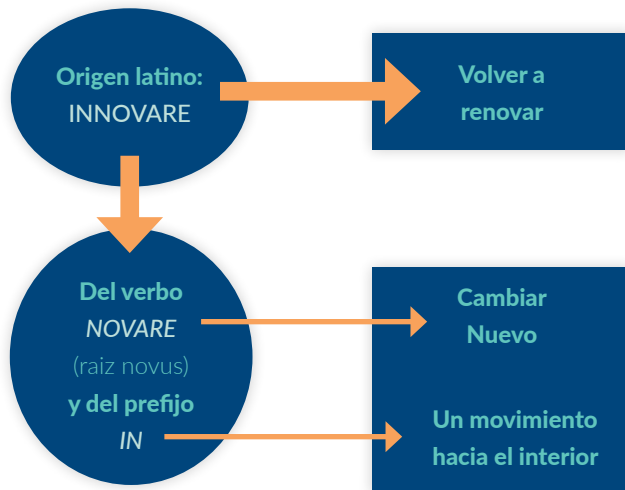 Origen latino:
INNOVARE
Volver a
renovar
Del verbo
NOVARE
(raiz novus)
y del prefijo
IN
Cambiar
Nuevo
Un movimiento
hacia el interior